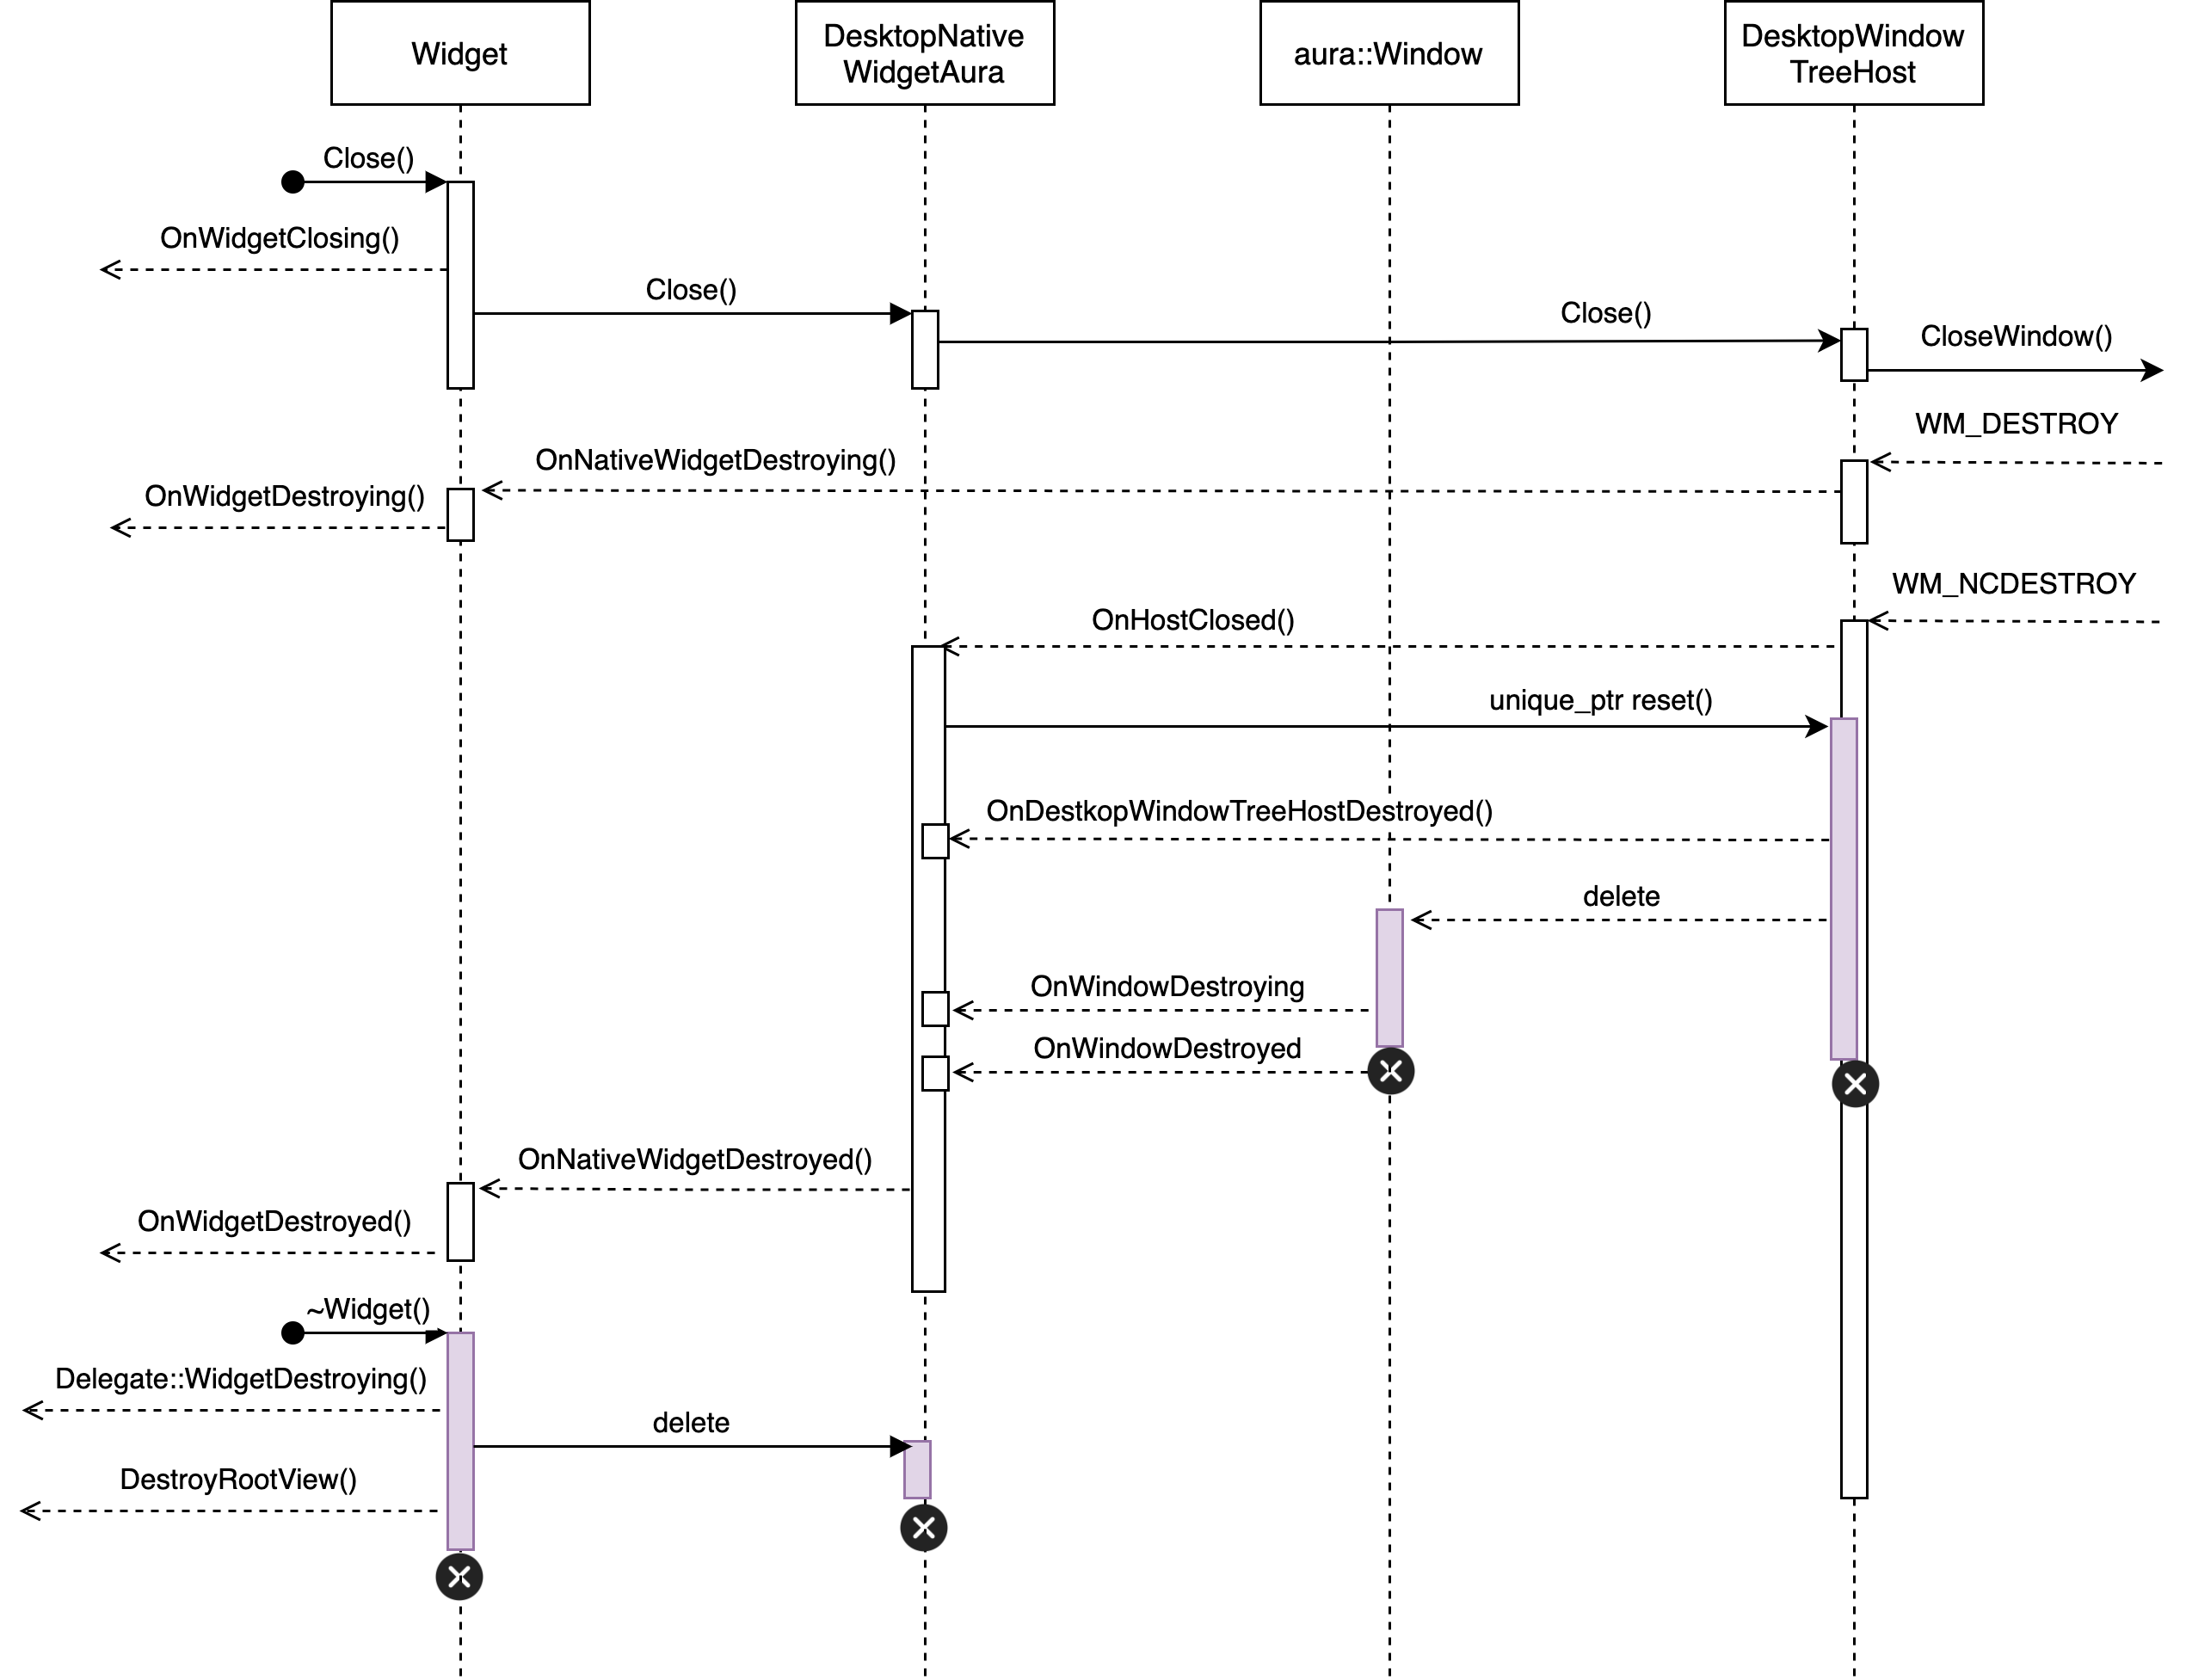 Widget
DesktopNative
WidgetAura
aura::Window
DesktopWindow
TreeHost
Close()
OnWidgetClosing()
Close()
Close()
CloseWindow()
WM_DESTROY
OnNativeWidgetDestroying()
OnWidgetDestroying()
WM_NCDESTROY
OnHostClosed()
unique_ptr reset()
OnDestkopWindowTreeHostDestroyed()
delete
OnWindowDestroying
OnWindowDestroyed
OnNativeWidgetDestroyed()
OnWidgetDestroyed()
~Widget()
Delegate::WidgetDestroying()
delete
DestroyRootView()